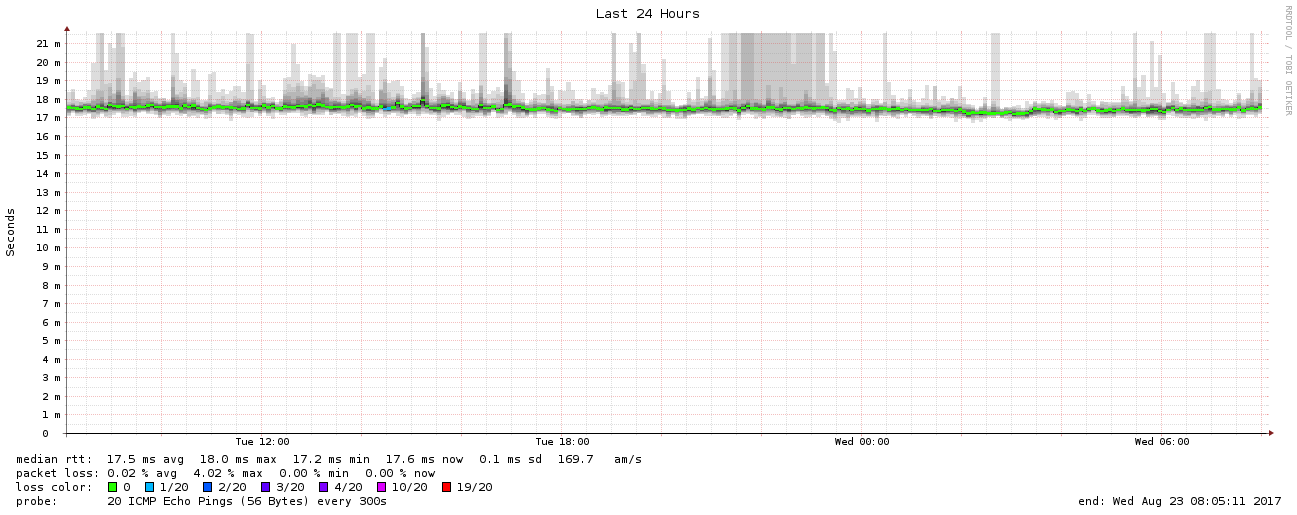 Last 24 Hours
RRDTOOL / TOBI OETIKER
Seconds
21 m
20 m
19 m
18 m
17 m
16 m
15 m
14 m
13 m
12 m
11 m
10 m
9 m
8 m
7 m
6 m
5 m
4 m
3 m
2 m
1 m
0
Tue 12:00 Tue 18:00 Wed 00:00 Wed 06:00
median rtt: 17.5 ms avg 18.0 ms max 17.2 ms min 17.6 ms now 0.1 ms sd 169.7 am/s
packet loss: 0.02 % avg 4.02 % max 0.00 % min 0.00 % now
loss color: 0 1/20 2/20 3/20 4/20 10/20 19/20
probe: 20 ICMP Echo Pings (56 Bytes) every 300s end: Wed Aug 23 08:05:11 2017